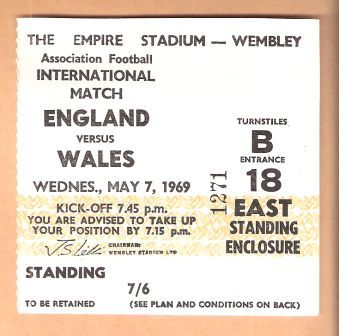 THE EMPIRE STADIUM — WEMBLEY
Association Football
INTERNATIONAL
MATCH
ENGLAND
VERSUS
WALES
WEDNES., MAY 7, 1969
KICK-OFF 7.45 p.m.
YOU ARE ADVISED TO TAKE UP
YOUR POSITION BY 7.15 p.m.
CHAIRMAN:
WEMBLEY STADIUM LTD
TURNSTILES
B
ENTRANCE
18
EAST
STANDING
ENCLOSURE
1271
STANDING
7/6
TO BE RETAINED
(SEE PLAN AND CONDITIONS ON BACK)